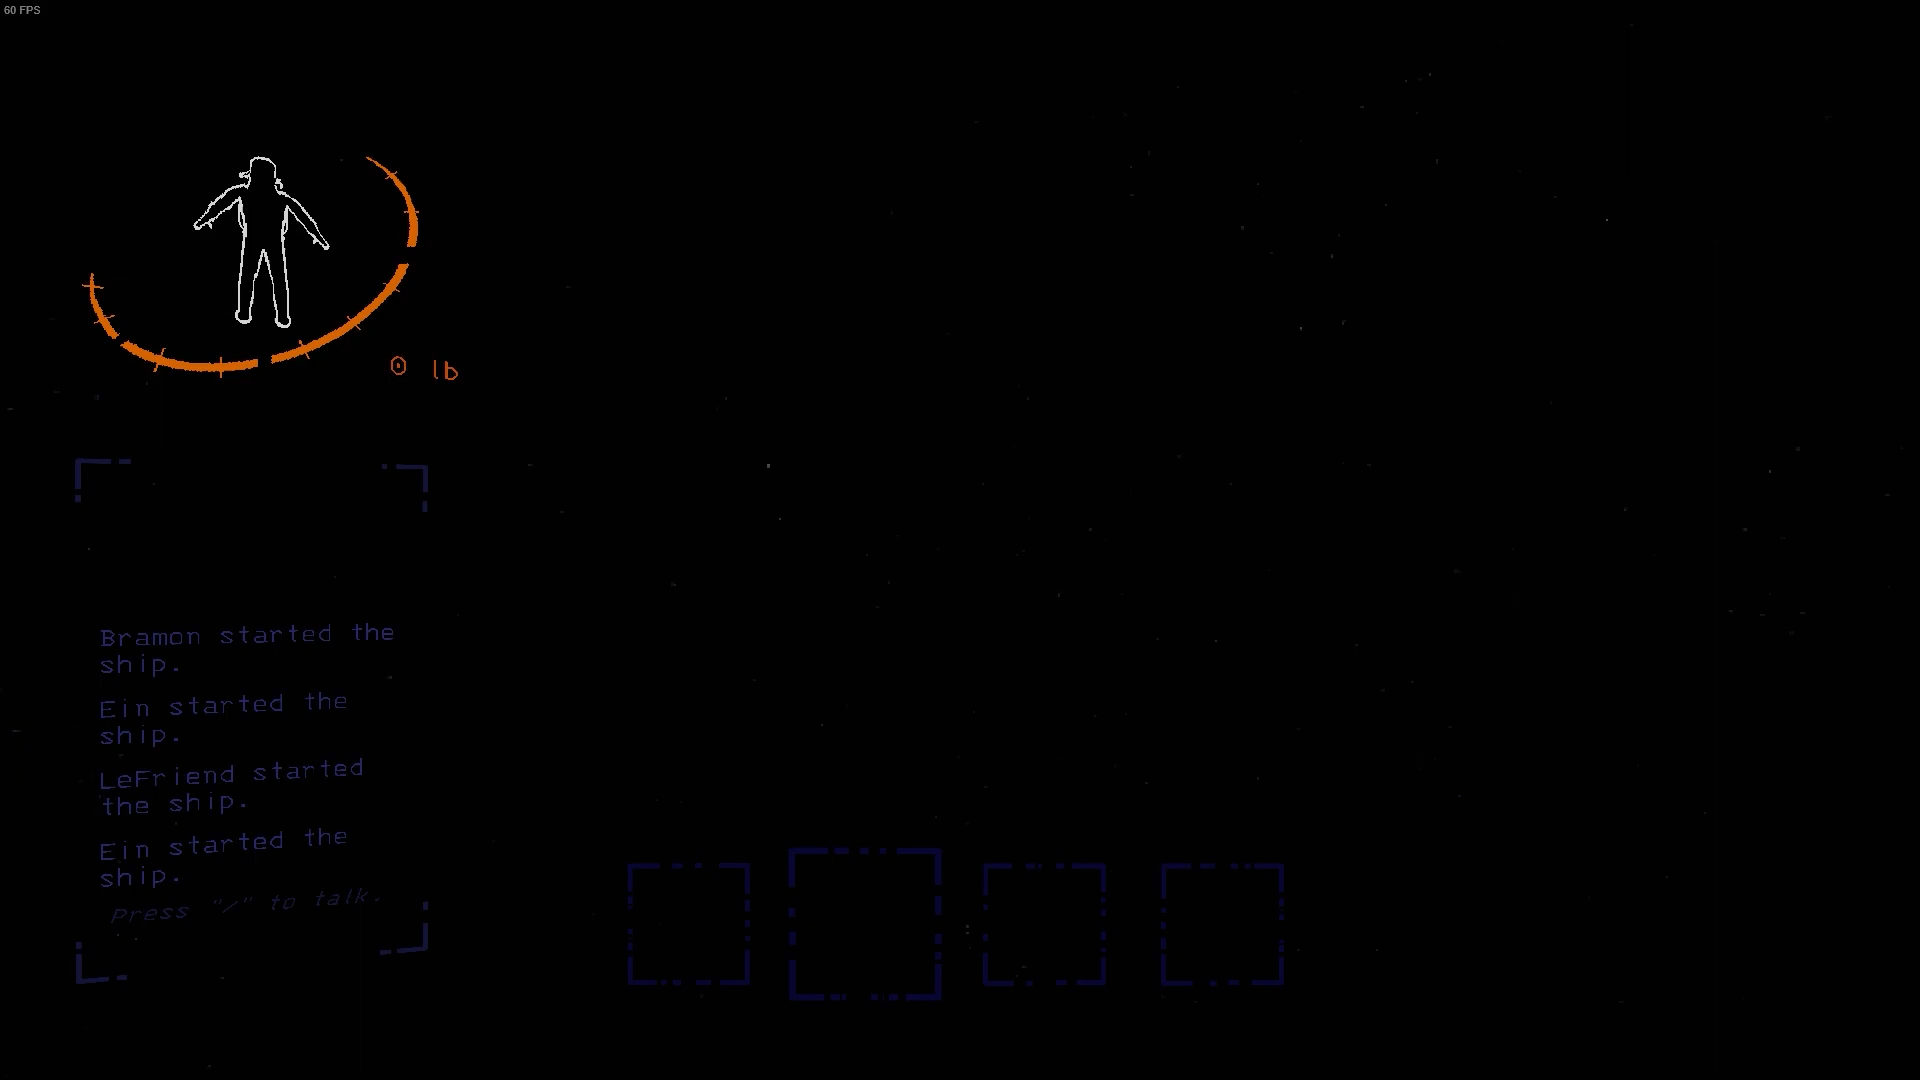 60 FPS
0 lb
Bramon started the
ship.
Ein started the
ship.
LeFriend started
the ship.
Ein started the
ship.
Press "/" to talk.